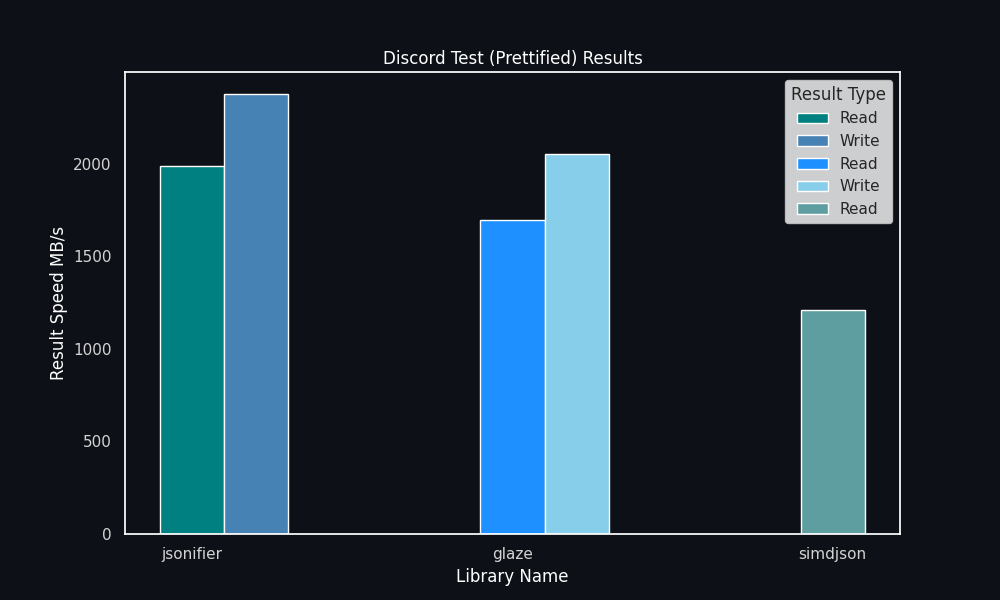 Discord Test (Prettified) Results
Result Type
Read
Write
Read
Write
Read
Result Speed MB/s
2000
1500
1000
500
0
jsonifier
glaze
simdjson
Library Name